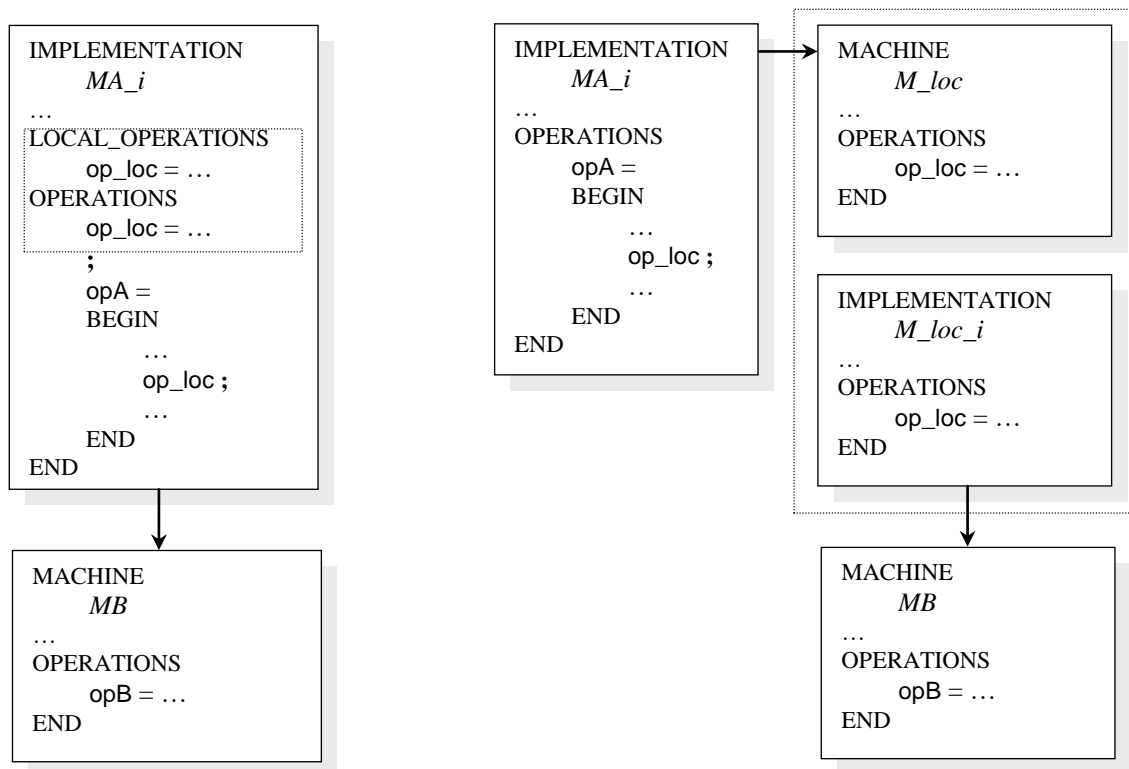 IMPLEMENTATION
MA_i
…
LOCAL_OPERATIONS
op_loc = …
OPERATIONS
op_loc = …
;
opA =
BEGIN
…
op_loc ;
…
END
END
MACHINE
MB
…
OPERATIONS
opB = …
END
IMPLEMENTATION
MA_i
…
OPERATIONS
opA =
BEGIN
…
op_loc ;
…
END
END
MACHINE
M_loc
…
OPERATIONS
op_loc = …
END
IMPLEMENTATION
M_loc_i
…
OPERATIONS
op_loc = …
END
MACHINE
MB
…
OPERATIONS
opB = …
END